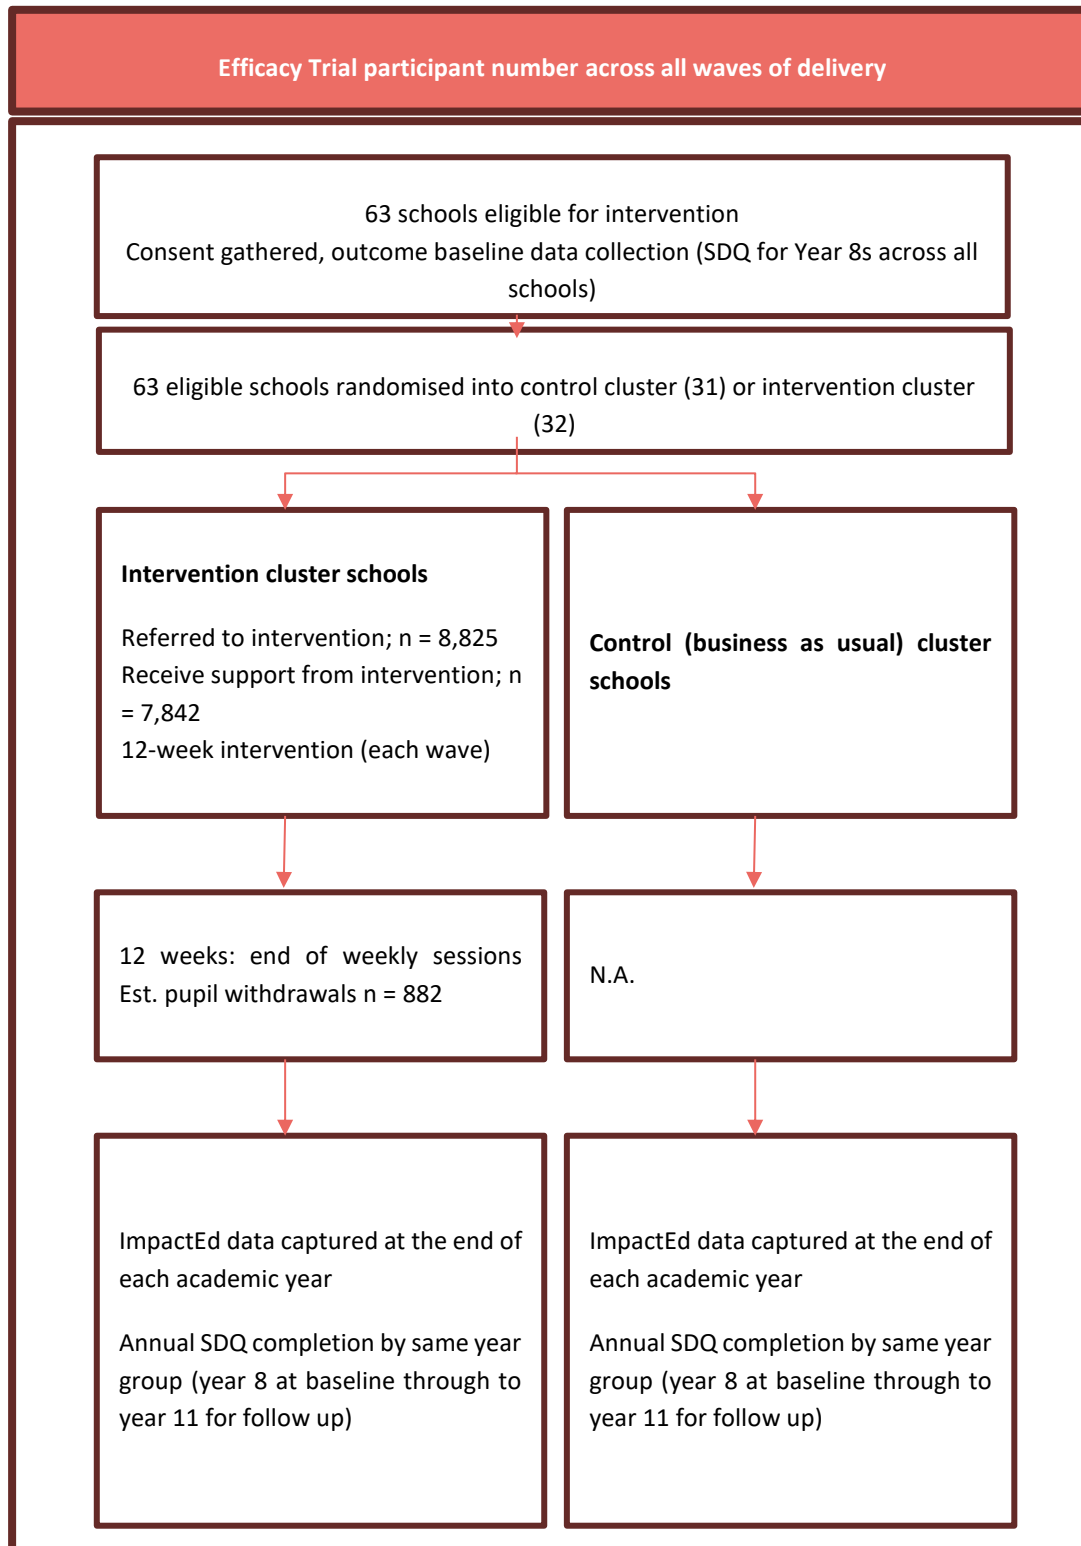 Efficacy Trial participant number across all waves of delivery
63 schools eligible for intervention
Consent gathered, outcome baseline data collection (SDQ for Year 8s across all
schools)
63 eligible schools randomised into control cluster (31) or intervention cluster
(32)
Intervention cluster schools
Referred to intervention; n = 8,825
Receive support from intervention; n
= 7,842
12-week intervention (each wave)
Control (business as usual) cluster
schools
12 weeks: end of weekly sessions
Est. pupil withdrawals n = 882
N.A.
ImpactEd data captured at the end of
each academic year
Annual SDQ completion by same year
group (year 8 at baseline through to
year 11 for follow up)
ImpactEd data captured at the end of
each academic year
Annual SDQ completion by same year
group (year 8 at baseline through to
year 11 for follow up)